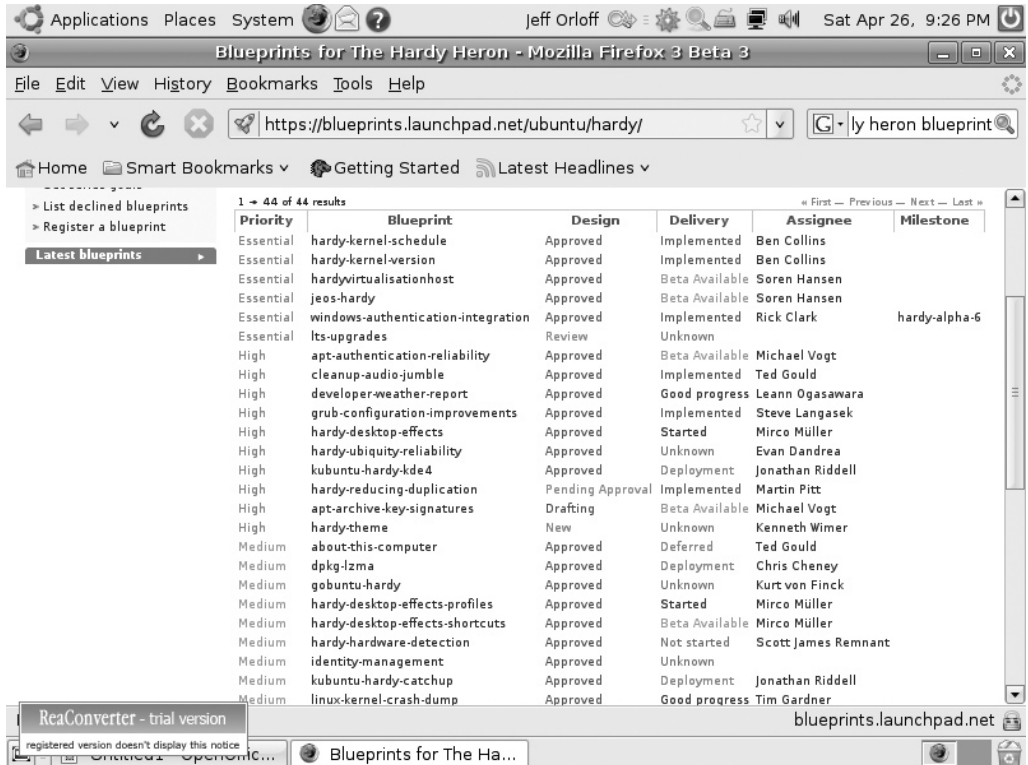 Applications Places System Jeff Orloff Sat Apr 26, 9:26 PM
Blueprints for The Hardy Heron - Mozilla Firefox 3 Beta 3
File Edit View History Bookmarks Tools Help
https://blueprints.launchpad.net/ubuntu/hardy/ G ly heron blueprint
Home Smart Bookmarks Getting Started Latest Headlines
» List declined blueprints
» Register a blueprint
Latest blueprints
1 → 44 of 44 results « First — Previous — Next — Last »
Priority Blueprint Design Delivery Assignee Milestone
Essential hardy-kernel-schedule Approved Implemented Ben Collins
Essential hardy-kernel-version Approved Implemented Ben Collins
Essential hardyvirtualisationhost Approved Beta Available Soren Hansen
Essential jeos-hardy Approved Beta Available Soren Hansen
Essential windows-authentication-integration Approved Implemented Rick Clark hardy-alpha-6
Essential lts-upgrades Review Unknown
High apt-authentication-reliability Approved Beta Available Michael Vogt
High cleanup-audio-jumble Approved Implemented Ted Gould
High developer-weather-report Approved Good progress Leann Ogasawara
High grub-configuration-improvements Approved Implemented Steve Langasek
High hardy-desktop-effects Approved Started Mirco Müller
High hardy-ubiquity-reliability Approved Unknown Evan Dandrea
High kubuntu-hardy-kde4 Approved Deployment Jonathan Riddell
High hardy-reducing-duplication Pending Approval Implemented Martin Pitt
High apt-archive-key-signatures Drafting Beta Available Michael Vogt
High hardy-theme New Unknown Kenneth Wimer
Medium about-this-computer Approved Deferred Ted Gould
Medium dpkg-lzma Approved Deployment Chris Cheney
Medium gobuntu-hardy Approved Unknown Kurt von Finck
Medium hardy-desktop-effects-profiles Approved Started Mirco Müller
Medium hardy-desktop-effects-shortcuts Approved Beta Available Mirco Müller
Medium hardy-hardware-detection Approved Not started Scott James Remnant
Medium identity-management Approved Unknown
Medium kubuntu-hardy-catchup Approved Deployment Jonathan Riddell
Medium linux-kernel-crash-dump Approved Good progress Tim Gardner
blueprints.launchpad.net
ReaConverter - trial version
registered version doesn't display this notice
Blueprints for The Ha...